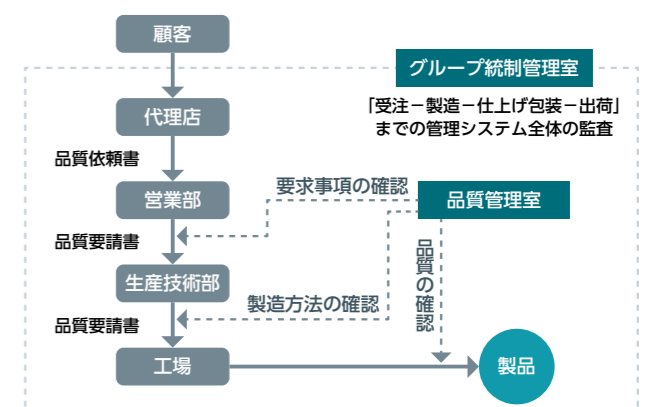 顧客
グループ統制管理室
「受注－製造－仕上げ包装－出荷」
までの管理システム全体の監査
代理店
品質依頼書
営業部
要求事項の確認
品質管理室
品質要請書
品質の確認
生産技術部
製造方法の確認
品質要請書
工場
製品